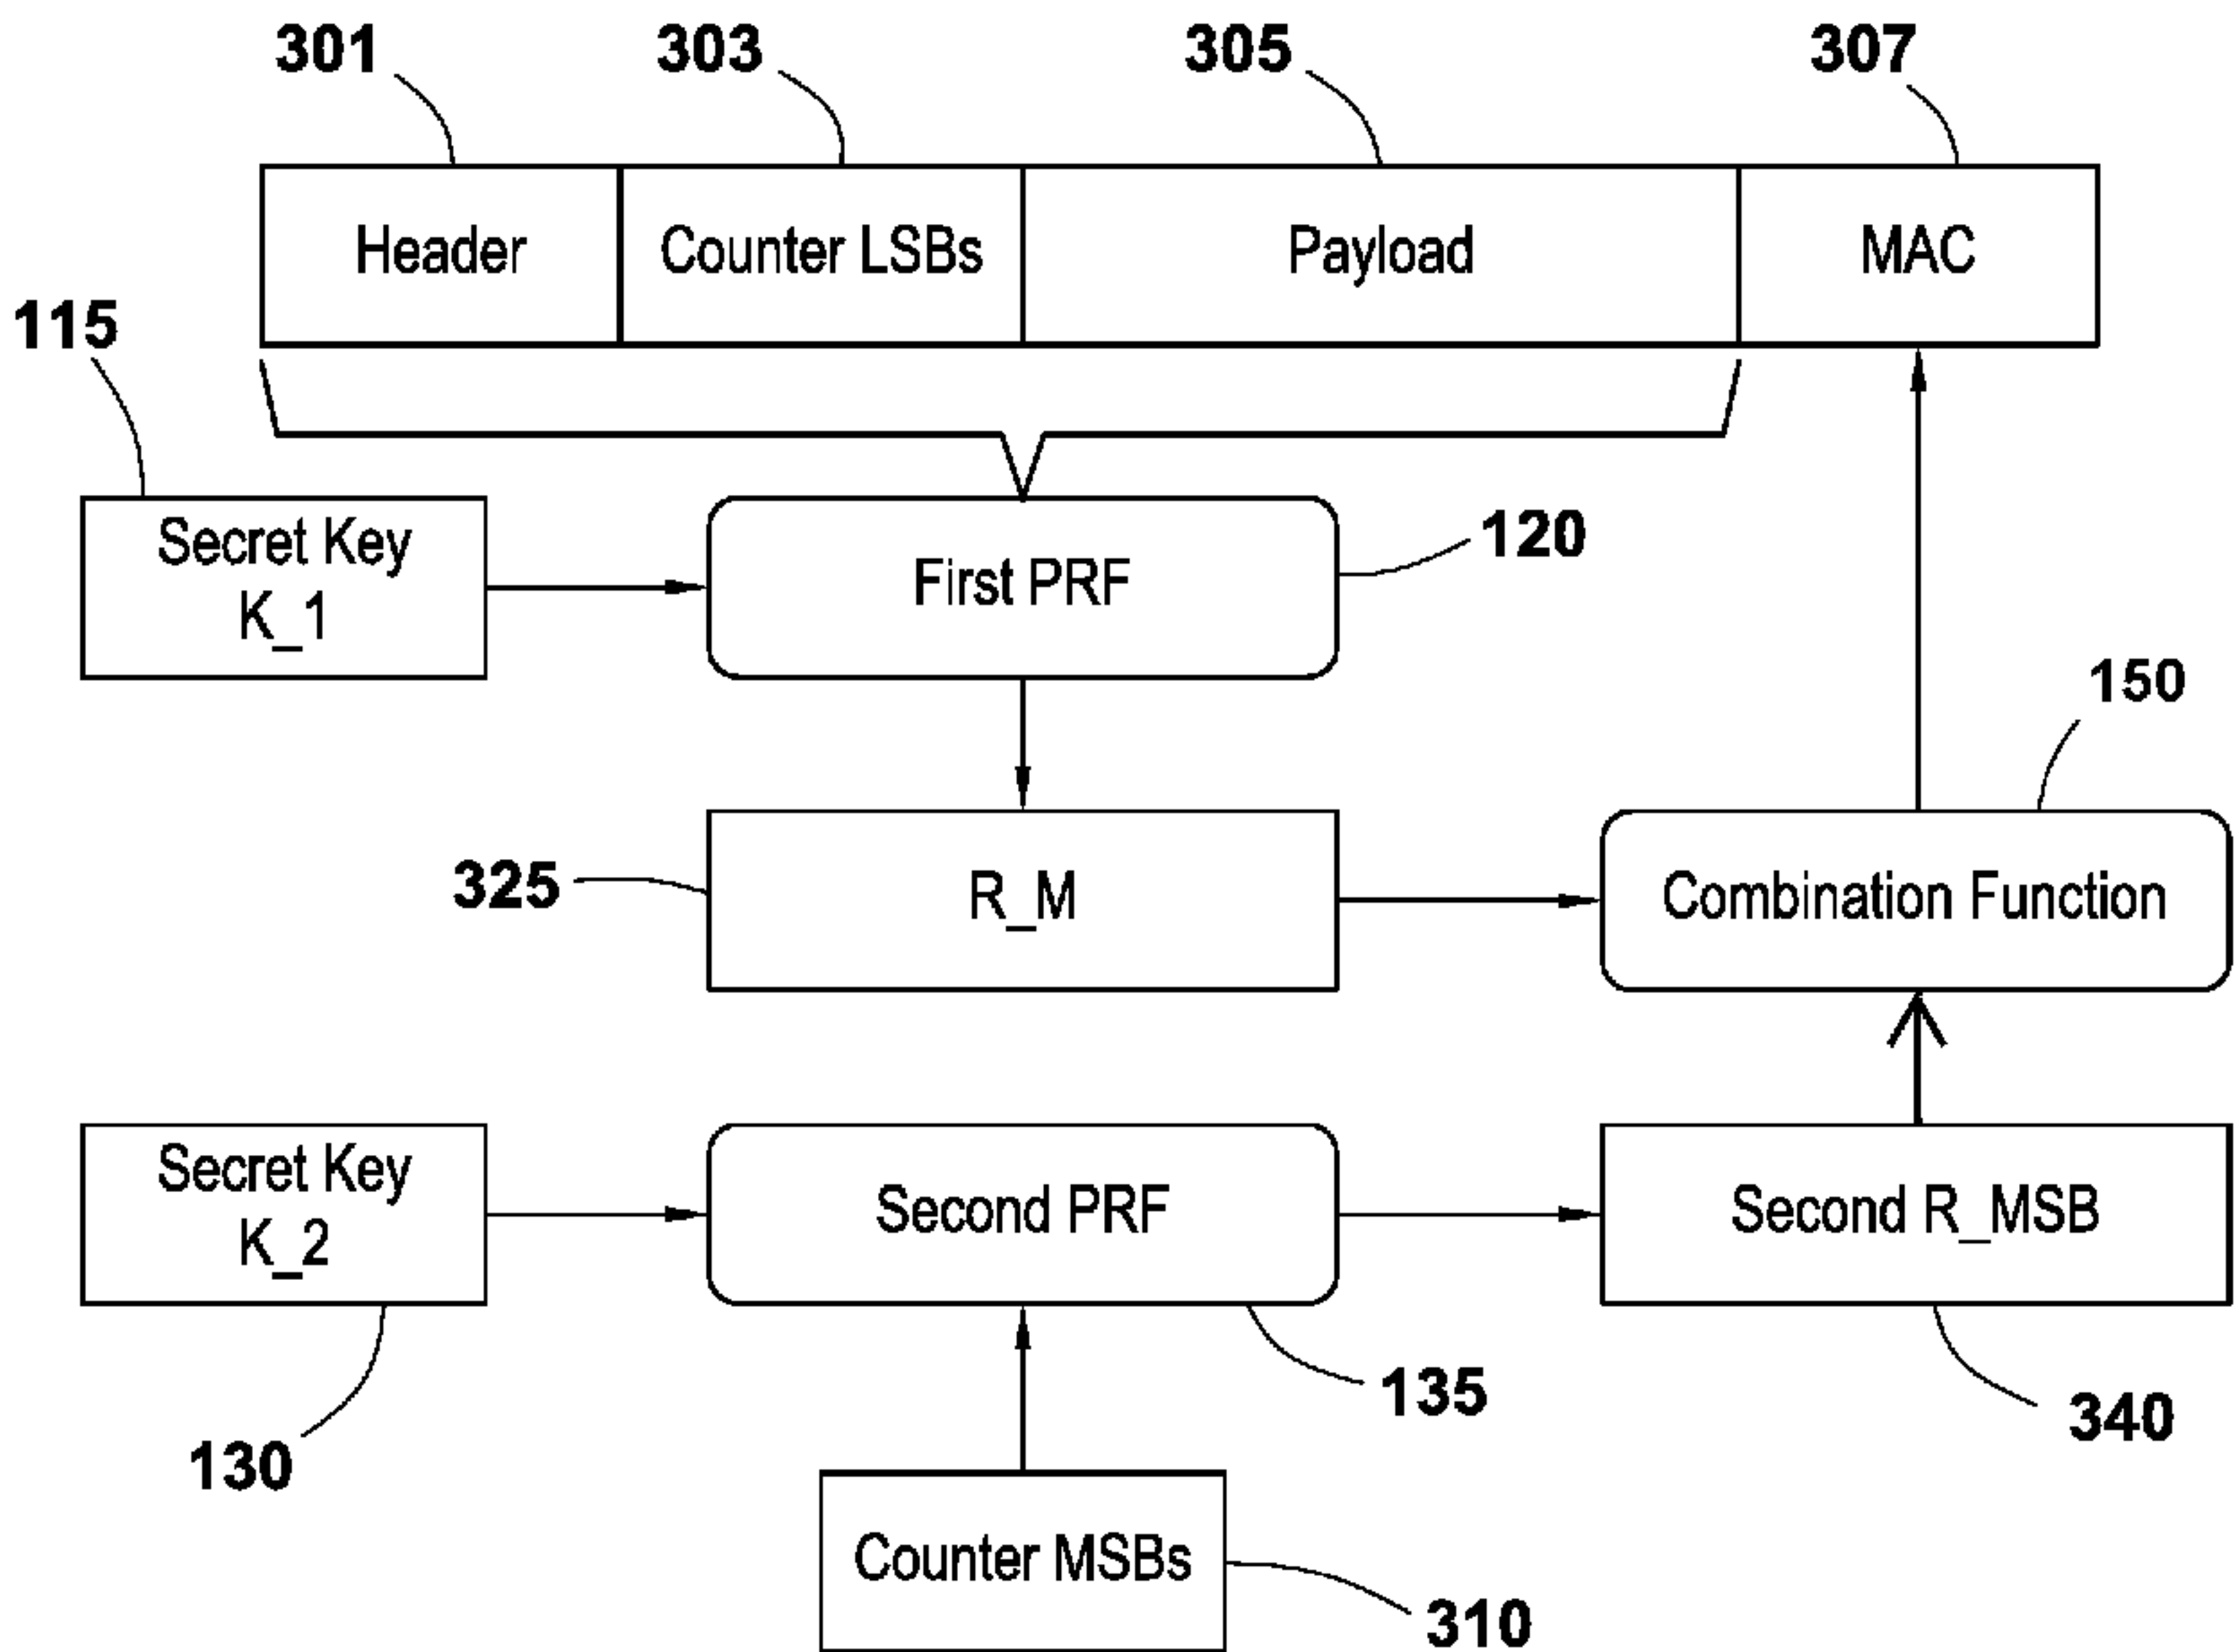 301 303 305 307
Header Counter LSBs Payload MAC
115
Secret Key
K_1
First PRF
120
150
325
R_M
Combination Function
Secret Key
K_2
Second PRF
Second R_MSB
130
135
340
Counter MSBs
310